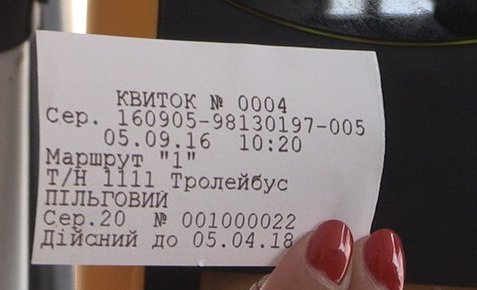 КВИТОК № 0004
Сер. 160905-98130197-005
05.09.16 10:20
Маршрут "1"
Т/Н 1111 Тролейбус
ПІЛЬГОВИЙ
Сер.20 № 001000022
Дійсний до 05.04.18